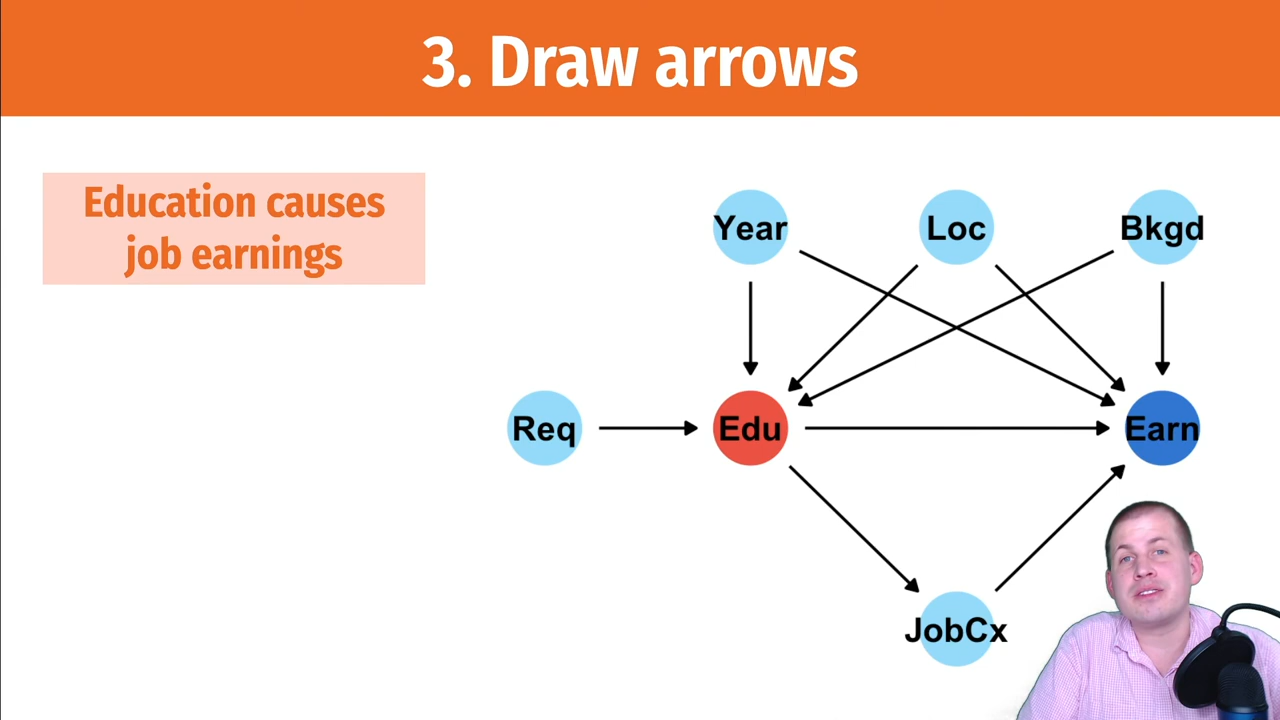 3. Draw arrows
Education causes
job earnings
Year
Loc
Bkgd
Req
Edu
Earn
JobCx